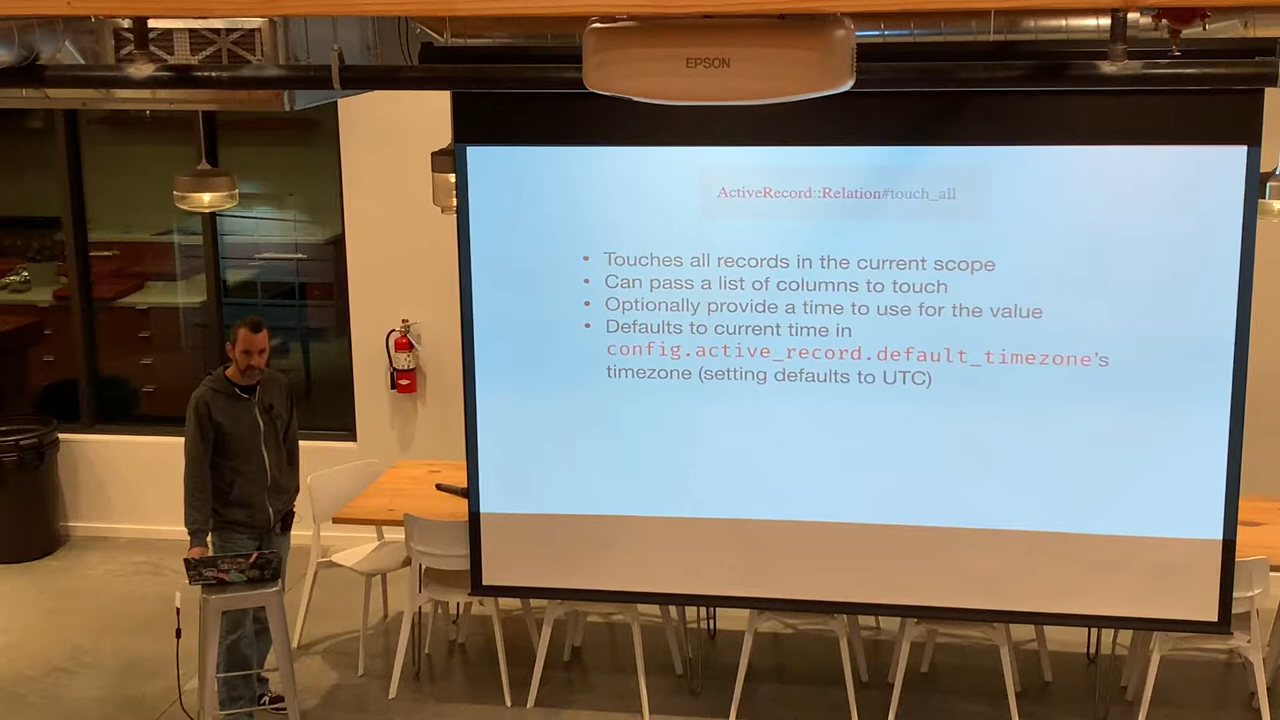 EPSON
ActiveRecord::Relation#touch_all
• Touches all records in the current scope
• Can pass a list of columns to touch
• Optionally provide a time to use for the value
• Defaults to current time in
config.active_record.default_timezone's
timezone (setting defaults to UTC)